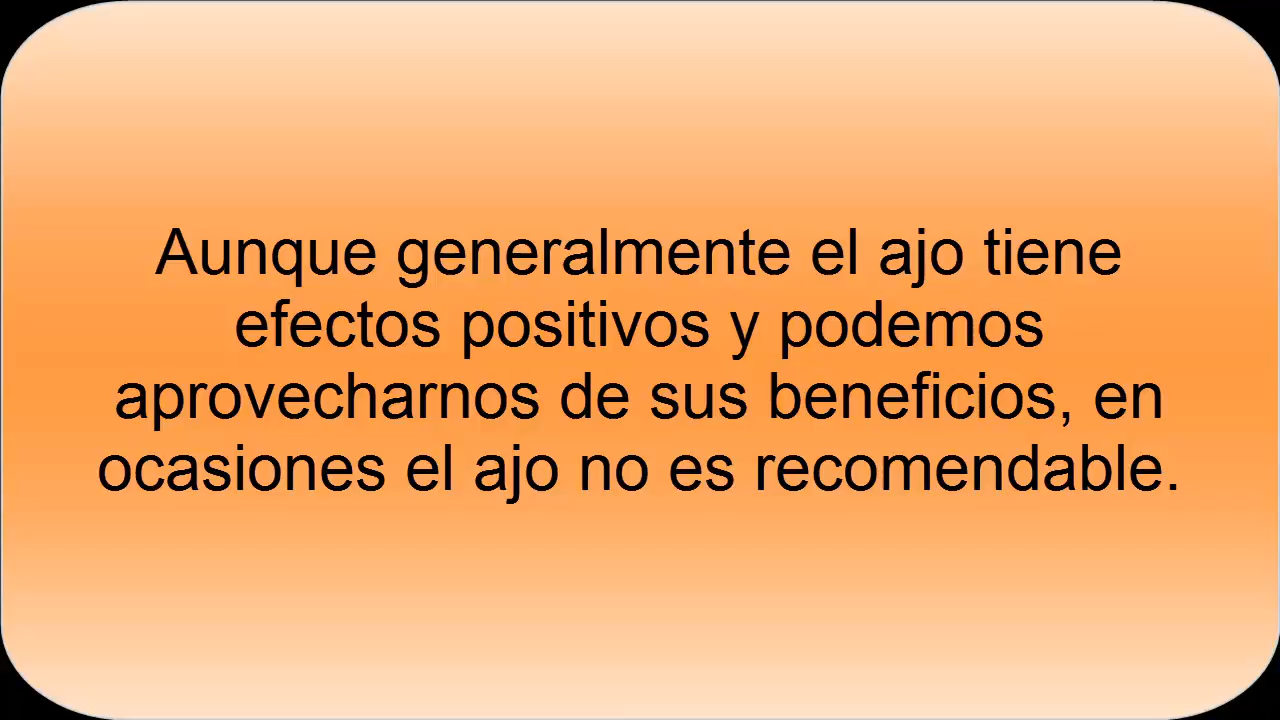 Aunque generalmente el ajo tiene
efectos positivos y podemos
aprovecharnos de sus beneficios, en
ocasiones el ajo no es recomendable.